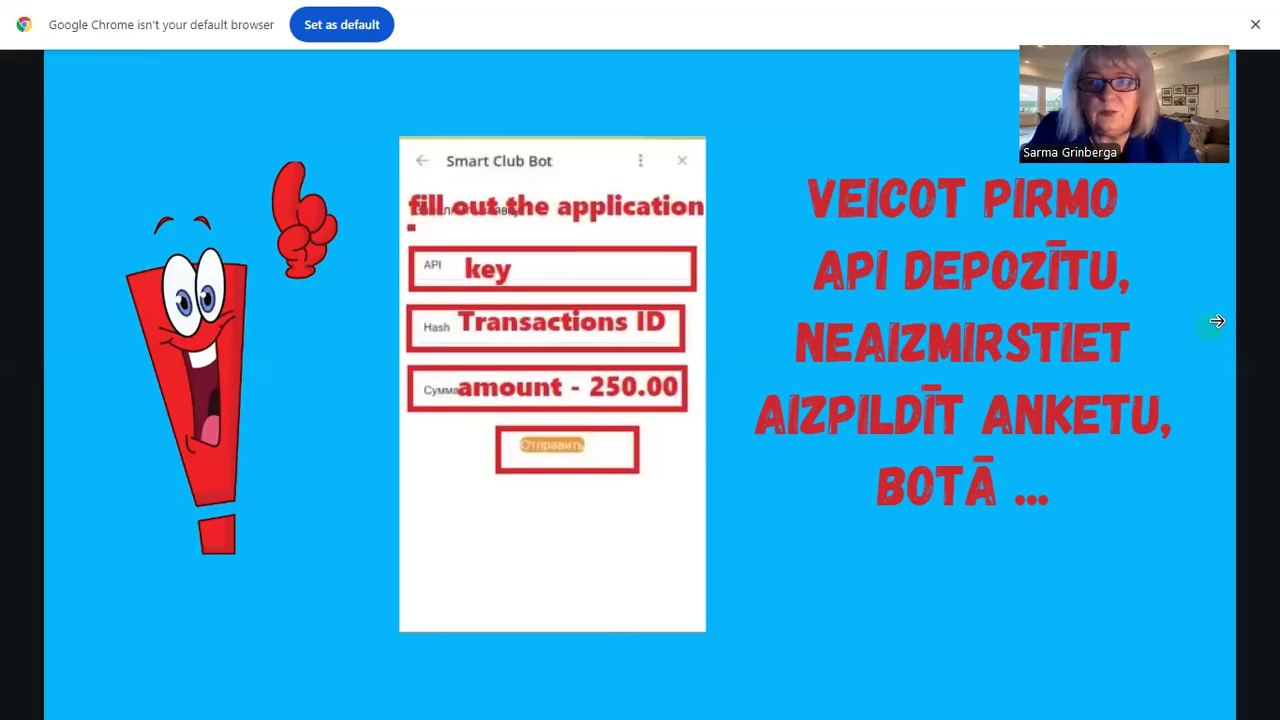 Google Chrome isn't your default browser
Set as default
Sarma Grinberga
Smart Club Bot
fill out the application
API key
Hash Transactions ID
Сумма amount - 250.00
Отправить
VEICOT PIRMO
API DEPOZĪTU,
NEAIZMIRSTIET
AIZPILDĪT ANKETU,
BOTĀ ...